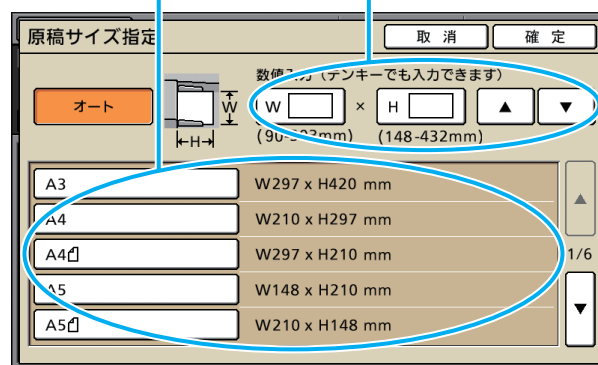 原稿サイズ指定 取 消 確 定
数値入力（テンキーでも入力できます）
オート W W × H ▲ ▼
H (90-303mm) (148-432mm)
A3 W297 x H420 mm
A4 W210 x H297 mm
A4 W297 x H210 mm 1/6
A5 W148 x H210 mm
A5 W210 x H148 mm